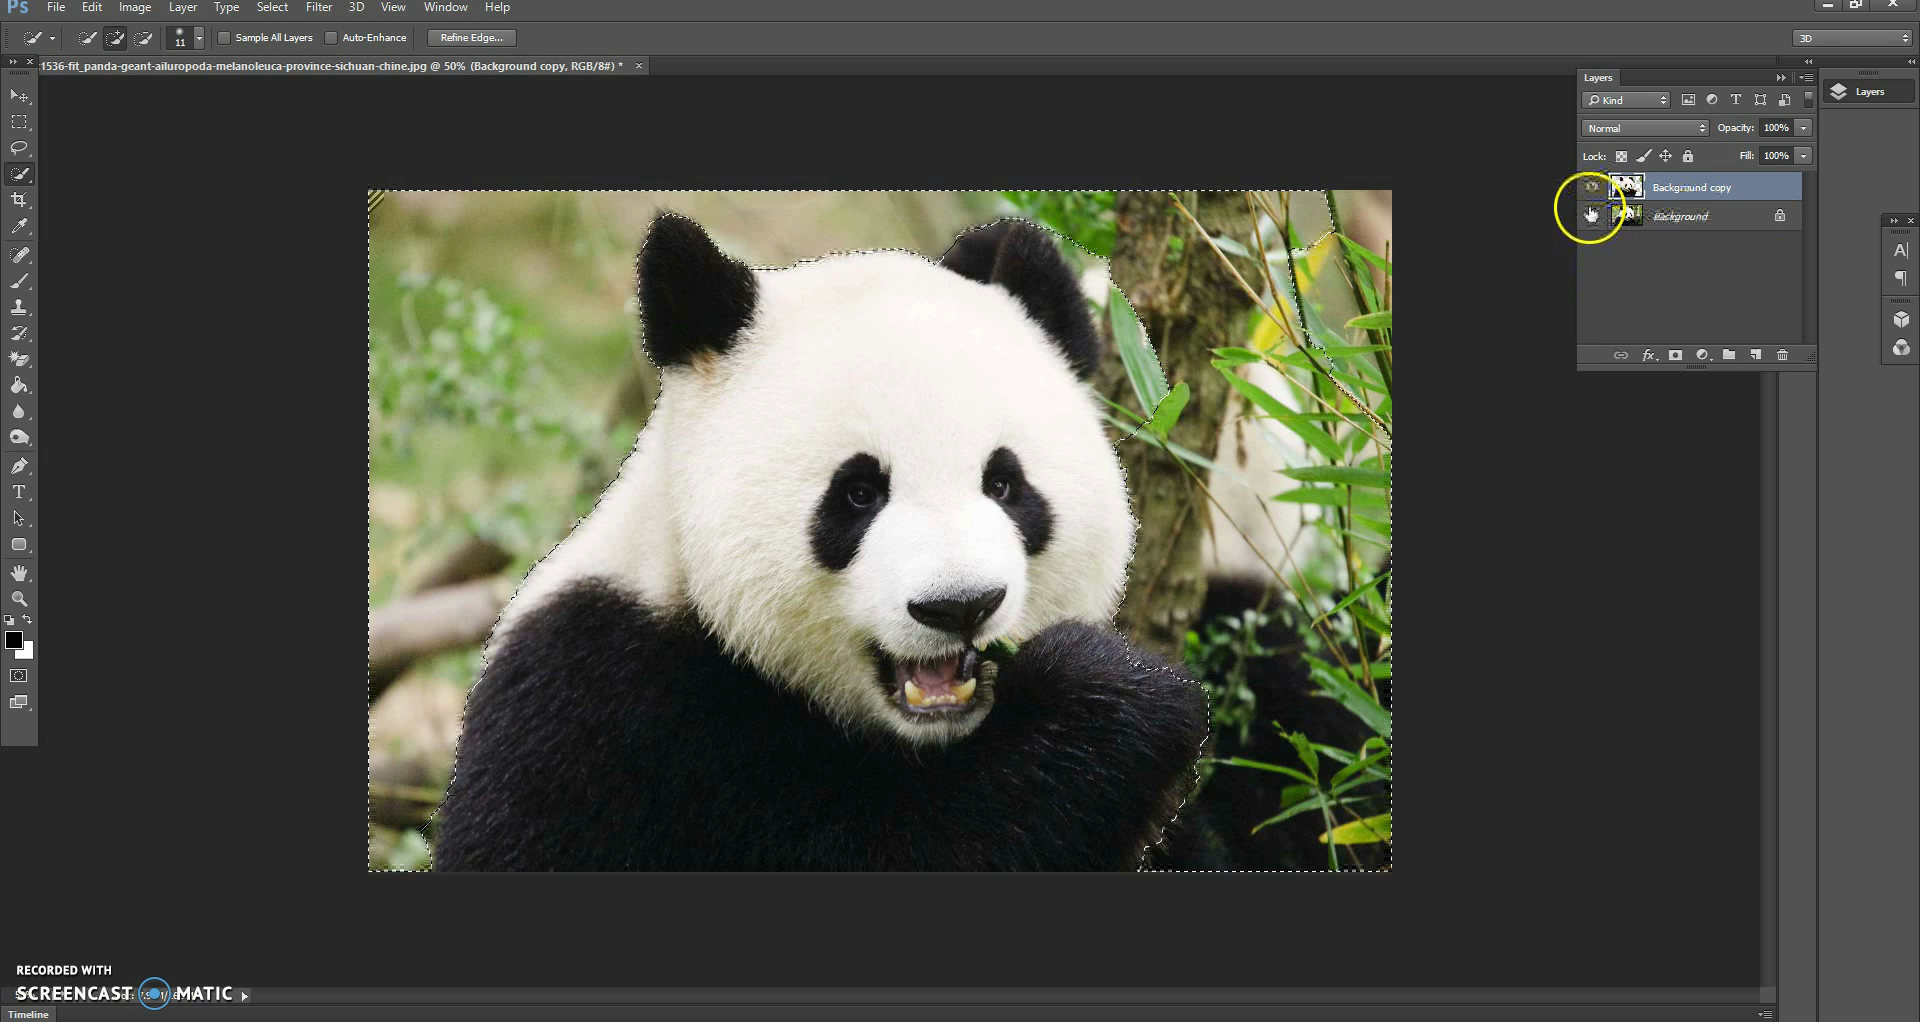 Ps File Edit Image Layer Type Select Filter 3D View Window Help
11 Sample All Layers Auto-Enhance Refine Edge... 3D
1536-fit_panda-geant-ailuropoda-melanoleuca-province-sichuan-chine.jpg @ 50% (Background copy, RGB/8#) * ×
Layers
Layers
Kind
Normal Opacity: 100%
Lock: Fill: 100%
Background copy
Background
RECORDED WITH
SCREENCAST MATIC
Timeline